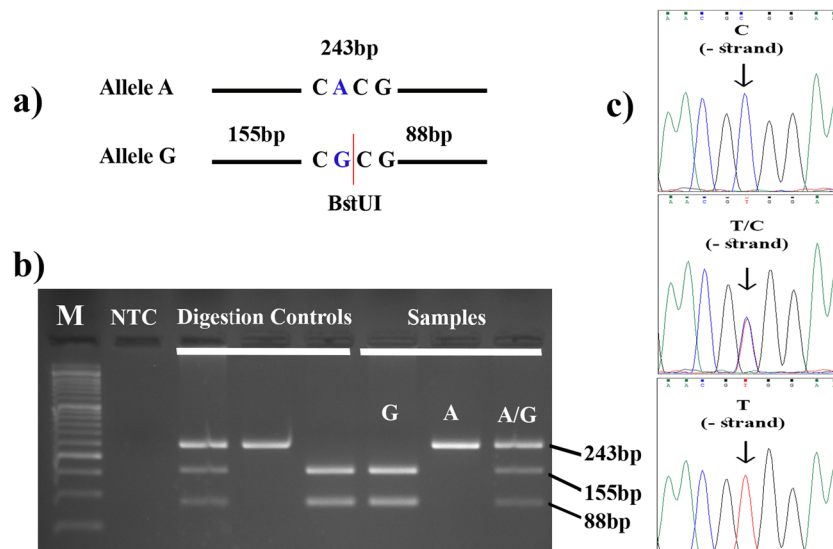 a)
243bp
Allele A
C A C G
155bp
88bp
Allele G
C G C G
BstUI
b)
M
NTC
Digestion Controls
Samples
G
A
A/G
243bp
155bp
88bp
c)
A A C G C G G A
C
(- strand)
A A C G T G G A
T/C
(- strand)
A A C G T G G A
T
(- strand)